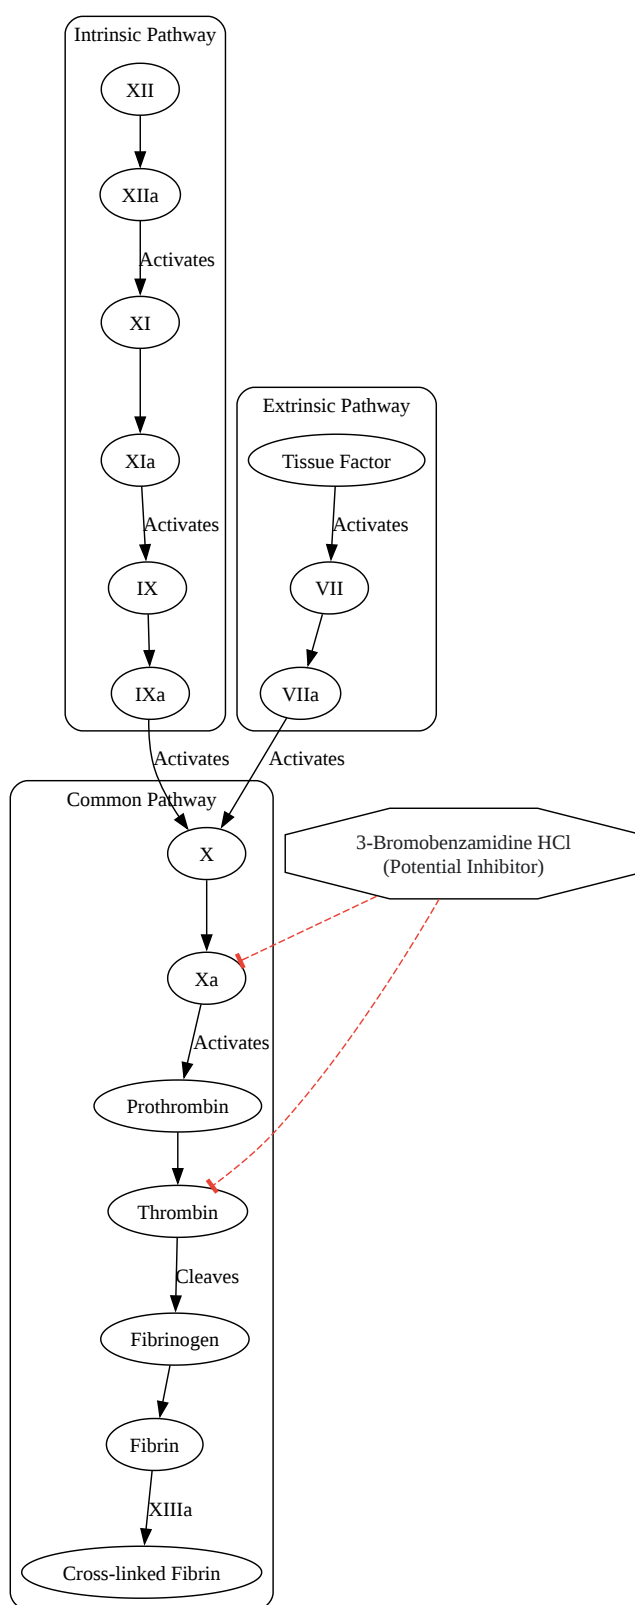 Intrinsic Pathway
XII
XIIa
Activates
XI
XIa
Activates
IX
IXa
Extrinsic Pathway
Tissue Factor
Activates
VII
VIIa
Activates
Activates
Common Pathway
X
3-Bromobenzamidine HCl
(Potential Inhibitor)
Xa
Activates
Prothrombin
Thrombin
Cleaves
Fibrinogen
Fibrin
XIIIa
Cross-linked Fibrin